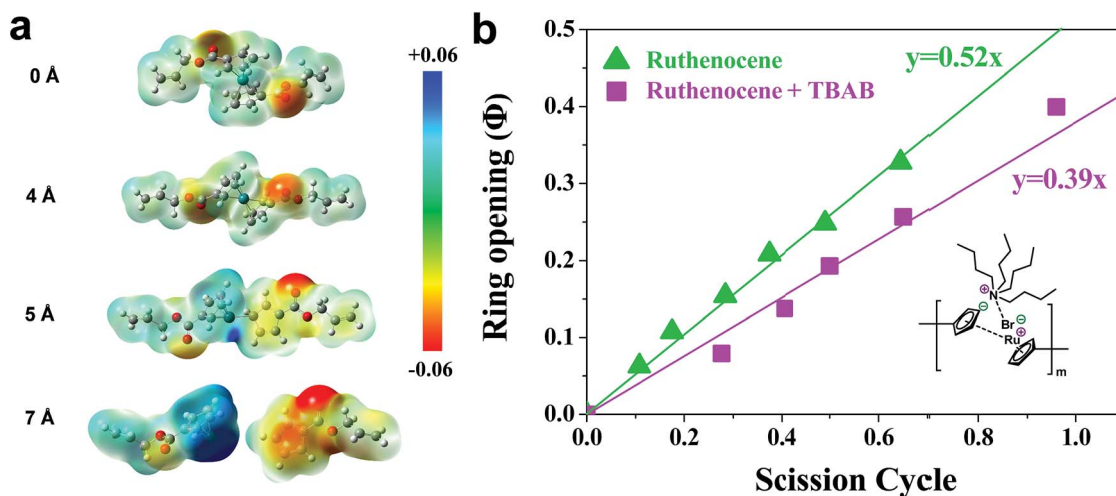 a
0 Å
4 Å
5 Å
7 Å
+0.06
-0.06
b
Ring opening (Φ)
0.5
0.4
0.3
0.2
0.1
0.0
Ruthenocene
Ruthenocene + TBAB
y=0.52x
y=0.39x
N
⊕
Br
⊖
⊖
Ru
⊕
m
0.0 0.2 0.4 0.6 0.8 1.0
Scission Cycle